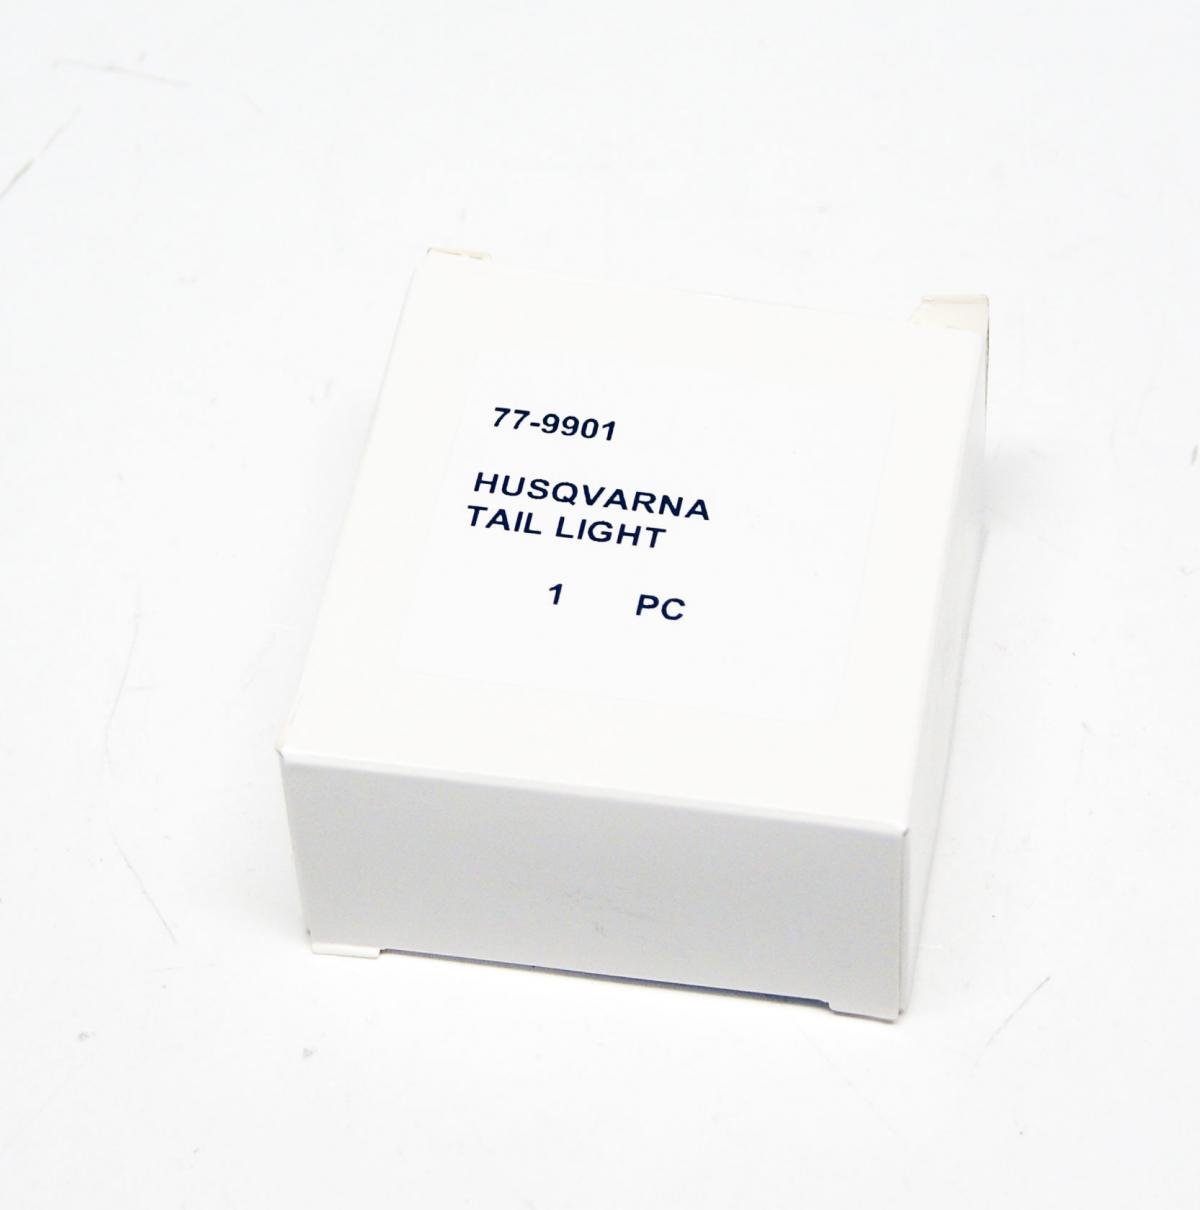 77-9901
HUSQVARNA
TAIL LIGHT
1 PC